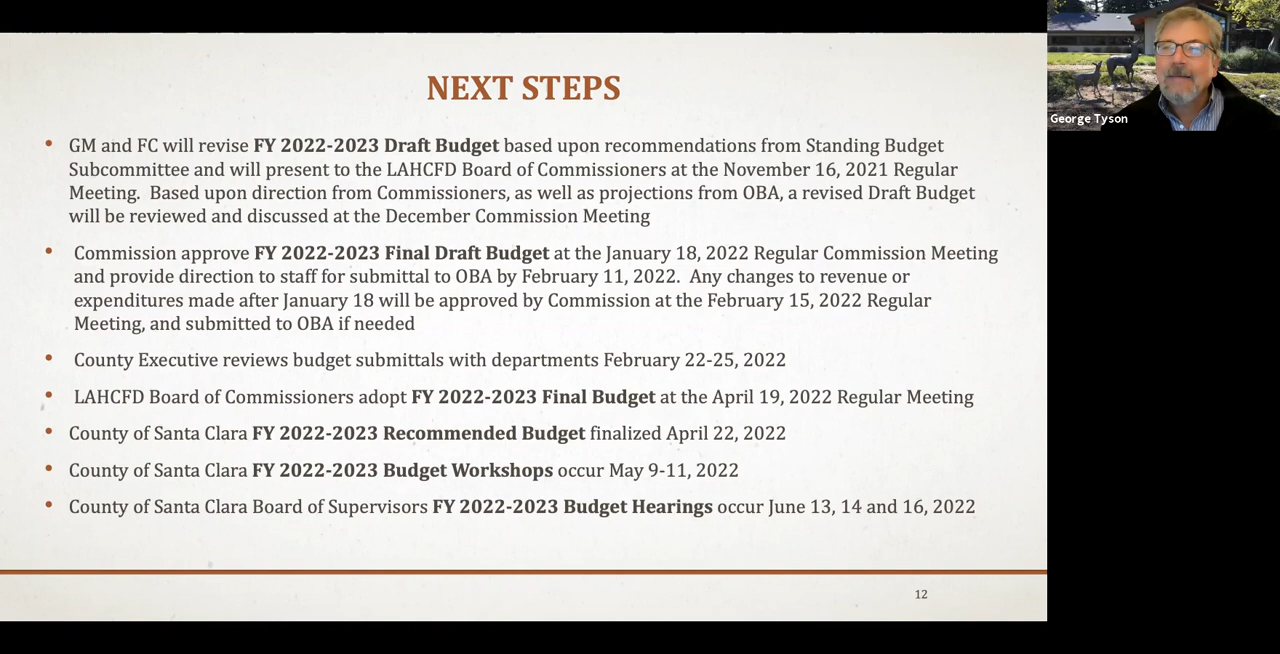 NEXT STEPS
• GM and FC will revise FY 2022-2023 Draft Budget based upon recommendations from Standing Budget
Subcommittee and will present to the LAHCFD Board of Commissioners at the November 16, 2021 Regular
Meeting.  Based upon direction from Commissioners, as well as projections from OBA, a revised Draft Budget
will be reviewed and discussed at the December Commission Meeting
• Commission approve FY 2022-2023 Final Draft Budget at the January 18, 2022 Regular Commission Meeting
and provide direction to staff for submittal to OBA by February 11, 2022.  Any changes to revenue or
expenditures made after January 18 will be approved by Commission at the February 15, 2022 Regular
Meeting, and submitted to OBA if needed
• County Executive reviews budget submittals with departments February 22-25, 2022
• LAHCFD Board of Commissioners adopt FY 2022-2023 Final Budget at the April 19, 2022 Regular Meeting
• County of Santa Clara FY 2022-2023 Recommended Budget finalized April 22, 2022
• County of Santa Clara FY 2022-2023 Budget Workshops occur May 9-11, 2022
• County of Santa Clara Board of Supervisors FY 2022-2023 Budget Hearings occur June 13, 14 and 16, 2022
12
George Tyson